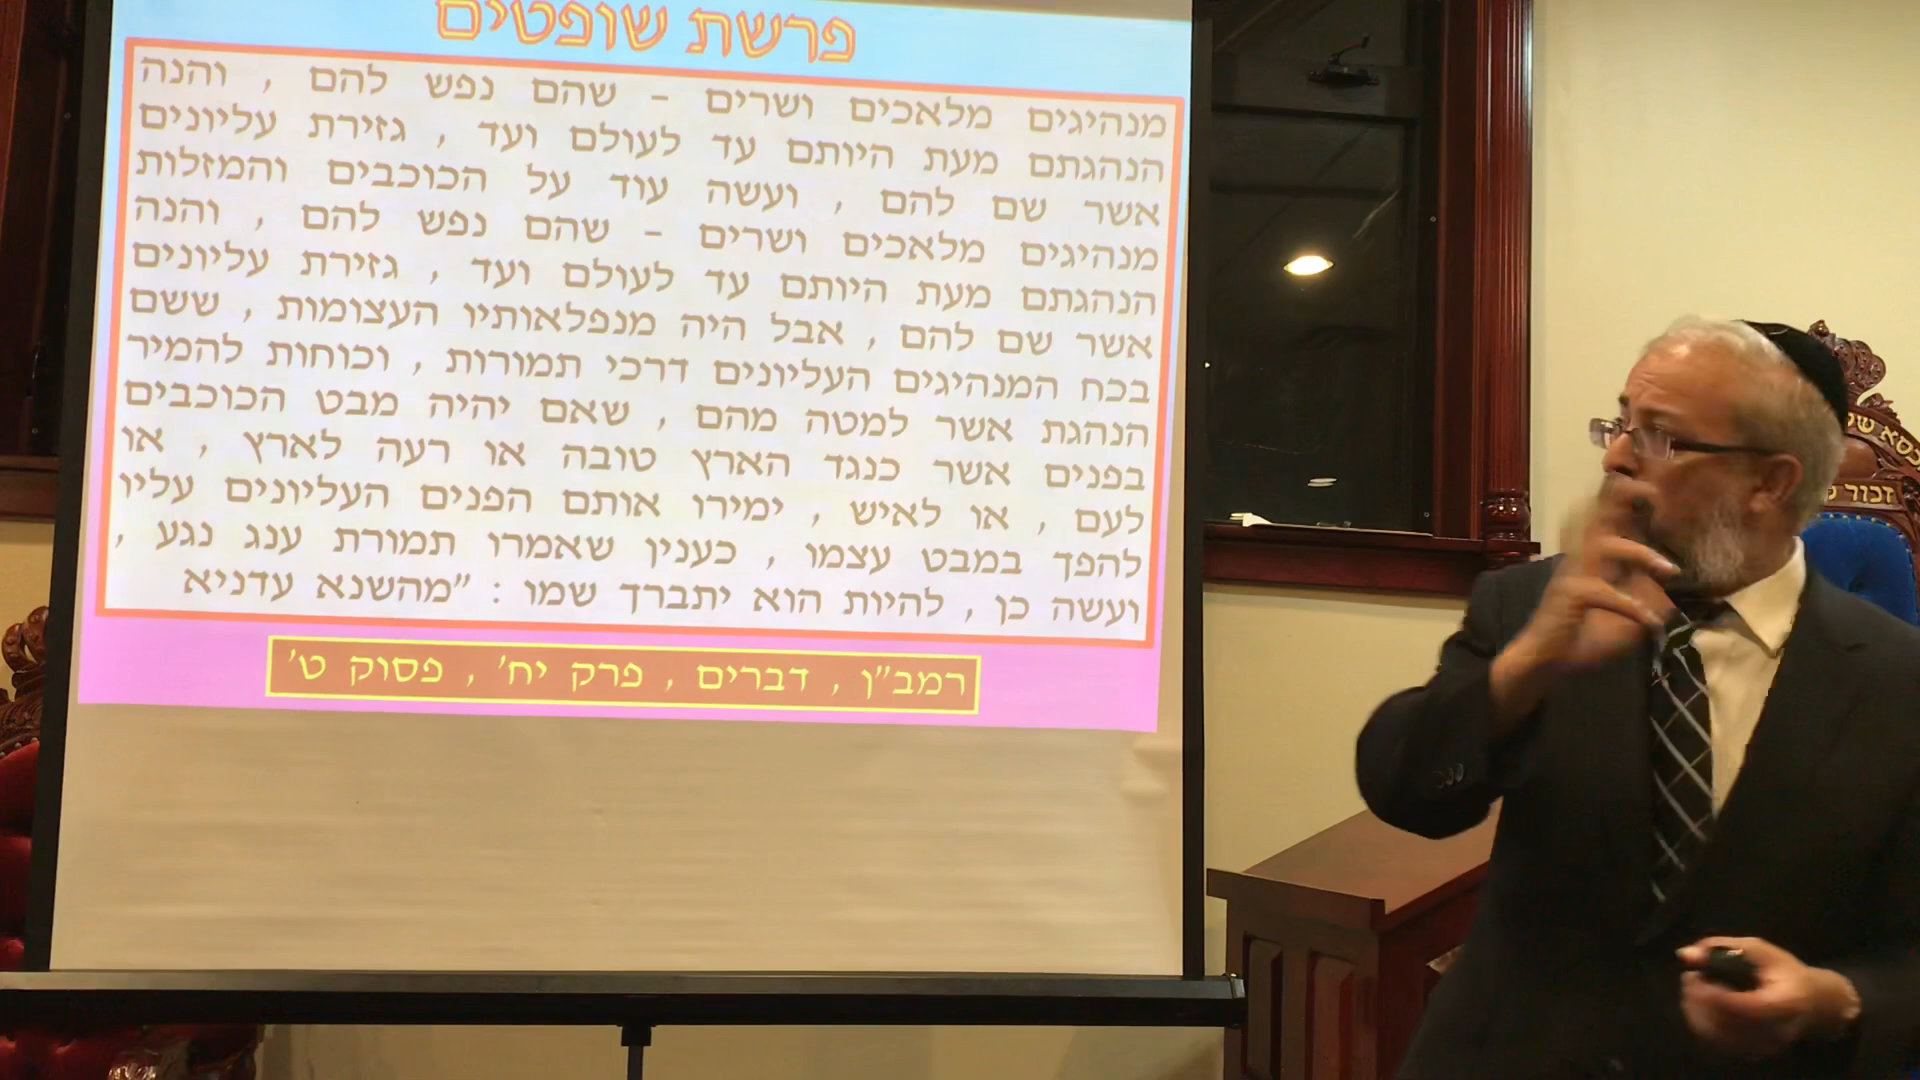 פרשת שופטים
מנהיגים מלאכים ושרים – שהם נפש להם , והנה
הנהגתם מעת היותם עד לעולם ועד , גזירת עליונים
אשר שם להם , ועשה עוד על הכוכבים והמזלות
מנהיגים מלאכים ושרים – שהם נפש להם , והנה
הנהגתם מעת היותם עד לעולם ועד , גזירת עליונים
אשר שם להם , אבל היה מנפלאותיו העצומות , ששם
בכח המנהיגים העליונים דרכי תמורות , וכוחות להמיר
הנהגת אשר למטה מהם , שאם יהיה מבט הכוכבים
בפנים אשר כנגד הארץ טובה או רעה לארץ , או
לעם , או לאיש , ימירו אותם הפנים העליונים עליו
להפך במבט עצמו , כענין שאמרו תמורת ענג נגע ,
ועשה כן , להיות הוא יתברך שמו : "מהשנא עדניא
רמב"ן , דברים , פרק יח' , פסוק ט'
כסא של
זכור